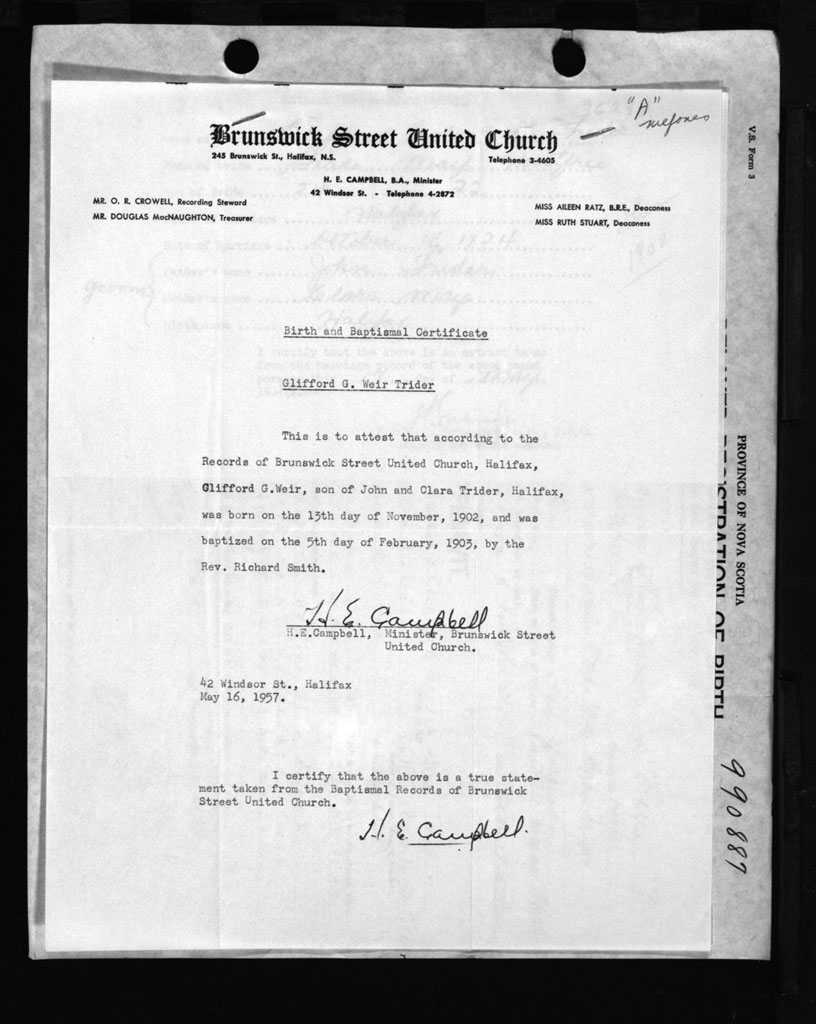 "A"
Brunswick Street United Church
245 Brunswick St., Halifax, N.S. Telephone 3-4605
H. E. CAMPBELL, B.A., Minister
42 Windsor St. - Telephone 4-2872
MR. O. R. CROWELL, Recording Steward
MR. DOUGLAS MacNAUGHTON, Treasurer
MISS AILEEN RATZ, B.R.E., Deaconess
MISS RUTH STUART, Deaconess
Birth and Baptismal Certificate
Glifford G. Weir Trider
This is to attest that according to the
Records of Brunswick Street United Church, Halifax,
Clifford G.Weir, son of John and Clara Trider, Halifax,
was born on the 13th day of November, 1902, and was
baptized on the 5th day of February, 1903, by the
Rev. Richard Smith.
H. E. Campbell
H.E.Campbell, Minister, Brunswick Street
United Church.
42 Windsor St., Halifax
May 16, 1957.
I certify that the above is a true state-
ment taken from the Baptismal Records of Brunswick
Street United Church.
H. E. Campbell.
V.S. Form 3
PROVINCE OF NOVA SCOTIA
REGISTRATION OF BIRTH
990889